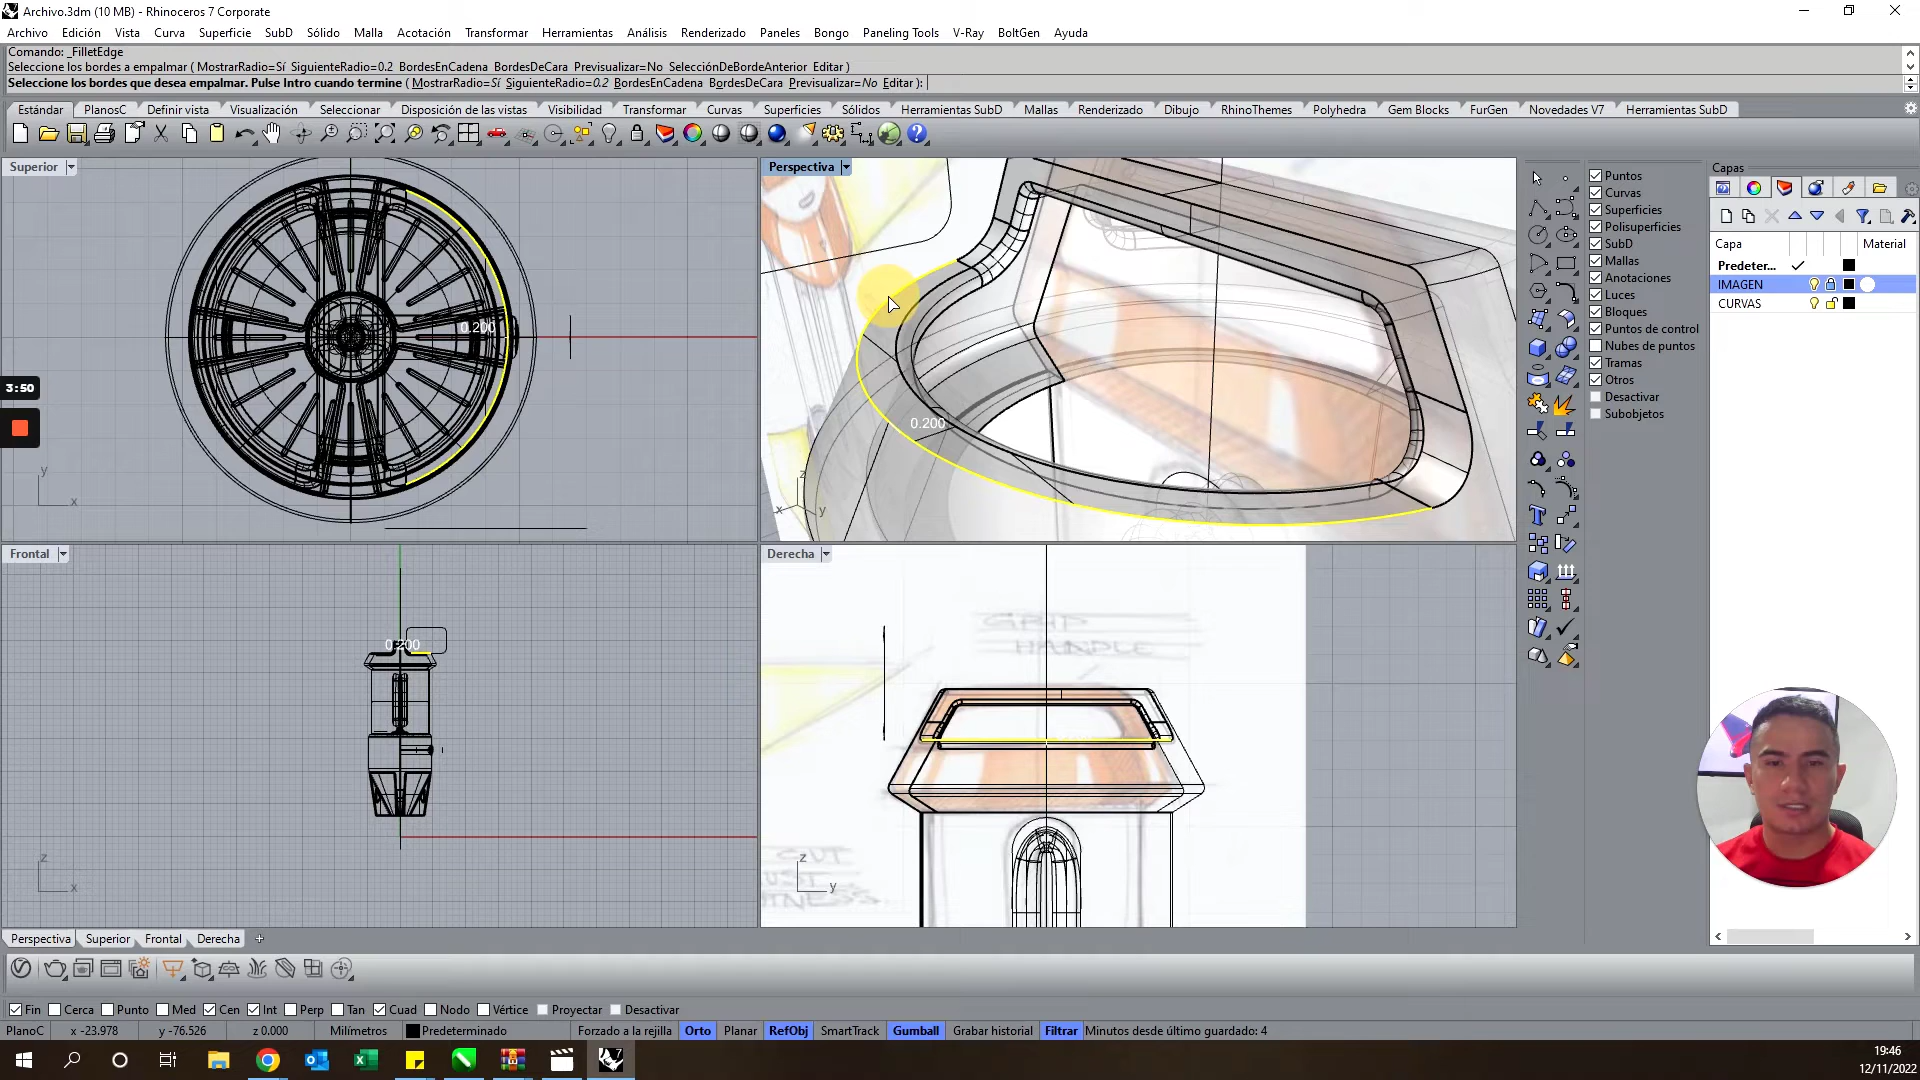 Archivo.3dm (10 MB) - Rhinoceros 7 Corporate
Archivo Edición Vista Curva Superficie SubD Sólido Malla Acotación Transformar Herramientas Análisis Renderizado Paneles Bongo Paneling Tools V-Ray BoltGen Ayuda
Comando: _FilletEdge
Seleccione los bordes a empalmar ( MostrarRadio=Sí SiguienteRadio=0.2 BordesEnCadena BordesDeCara Previsualizar=No SelecciónDeBordeAnterior Editar )
Seleccione los bordes que desea empalmar. Pulse Intro cuando termine ( MostrarRadio=Sí SiguienteRadio=0.2 BordesEnCadena BordesDeCara Previsualizar=No Editar ):
Estándar PlanosC Definir vista Visualización Seleccionar Disposición de las vistas Visibilidad Transformar Curvas Superficies Sólidos Herramientas SubD Mallas Renderizado Dibujo RhinoThemes Polyhedra Gem Blocks FurGen Novedades V7 Herramientas SubD
Superior
Perspectiva
Capas
Puntos
Curvas
Superficies
Polisuperficies
SubD
Mallas
Anotaciones
Luces
Bloques
Puntos de control
Nubes de puntos
Tramas
Otros
Desactivar
Subobjetos
Capa Material
Predeter...
IMAGEN
CURVAS
0.200
0.200
3:50
y
x
z
x y
Frontal
Derecha
0.200
GRIP
HANDLE
z
x
z
y
CUT
Perspectiva Superior Frontal Derecha
Fin Cerca Punto Med Cen Int Perp Tan Cuad Nodo Vértice Proyectar Desactivar
PlanoC x -23.978 y -76.526 z 0.000 Milímetros Predeterminado Forzado a la rejilla Orto Planar RefObj SmartTrack Gumball Grabar historial Filtrar Minutos desde último guardado: 4
19:46
12/11/2022